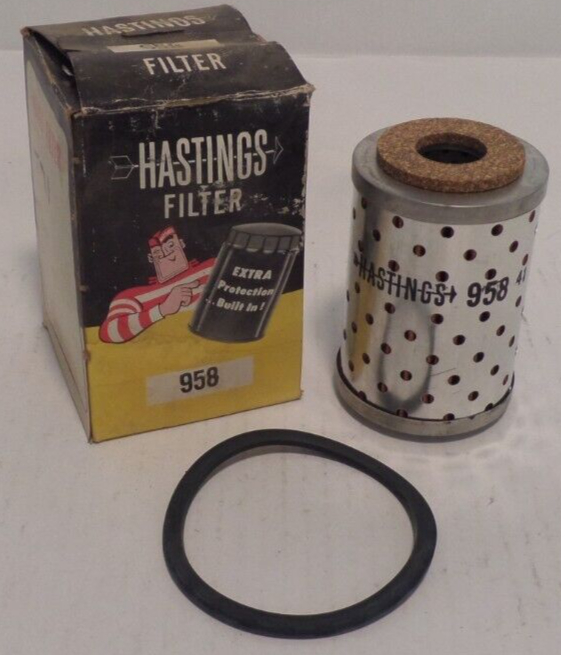 HASTINGS
FILTER
HASTINGS
FILTER
EXTRA
Protection
..Built In!
958
HASTINGS 958